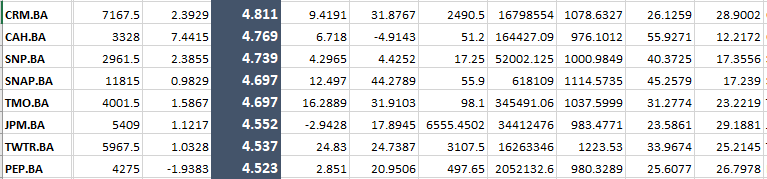 CRM.BA 7167.5 2.3929 4.811 9.4191 31.8767 2490.5 16798554 1078.6327 26.1259 28.9002
CAH.BA 3328 7.4415 4.769 6.718 -4.9143 51.2 164427.09 976.1012 55.9271 12.2172
SNP.BA 2961.5 2.3855 4.739 4.2965 4.4252 17.25 52002.125 1000.9849 40.3725 17.3556
SNAP.BA 11815 0.9829 4.697 12.497 44.2789 55.9 618109 1114.5735 45.2579 17.239
TMO.BA 4001.5 1.5867 4.697 16.2889 31.9103 98.1 345491.06 1037.5999 31.2774 23.2219
JPM.BA 5409 1.1217 4.552 -2.9428 17.8945 6555.4502 34412476 983.4771 23.5861 29.1881
TWTR.BA 5967.5 1.0328 4.537 24.83 24.7387 3107.5 16263346 1223.53 33.9674 25.2145
PEP.BA 4275 -1.9383 4.523 2.851 20.9506 497.65 2052132.6 980.3289 25.6077 26.7978